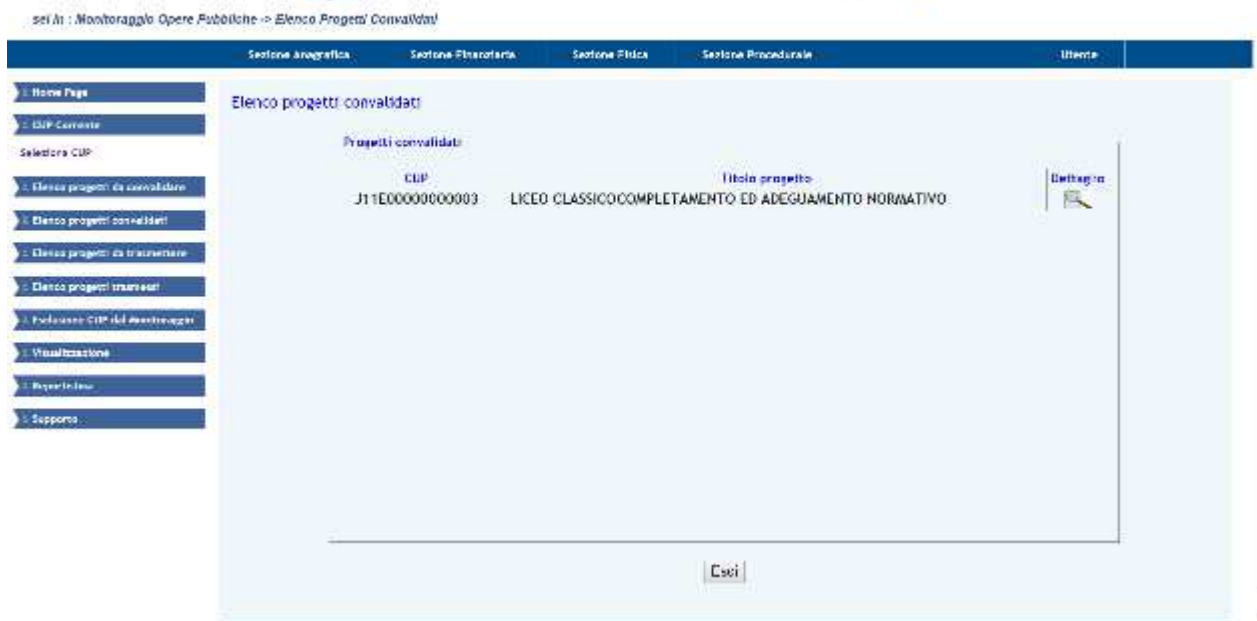 sei in : Monitoraggio Opere Pubbliche -> Elenco Progetti Convalidati
Sezione Anagrafica Sezione Finanziaria Sezione Fisica Sezione Procedurale Utente
:: Home Page
:: CUP Corrente
Seleziona CUP
:: Elenco progetti da convalidare
:: Elenco progetti convalidati
:: Elenco progetti da trasmettere
:: Elenco progetti trasmessi
:: Esclusione CUP dal Monitoraggio
:: Visualizzazione
:: Reportistica
:: Supporto
Elenco progetti convalidati
Progetti convalidati
CUP Titolo progetto Dettaglio
J11E00000000003 LICEO CLASSICOCOMPLETAMENTO ED ADEGUAMENTO NORMATIVO
Esci